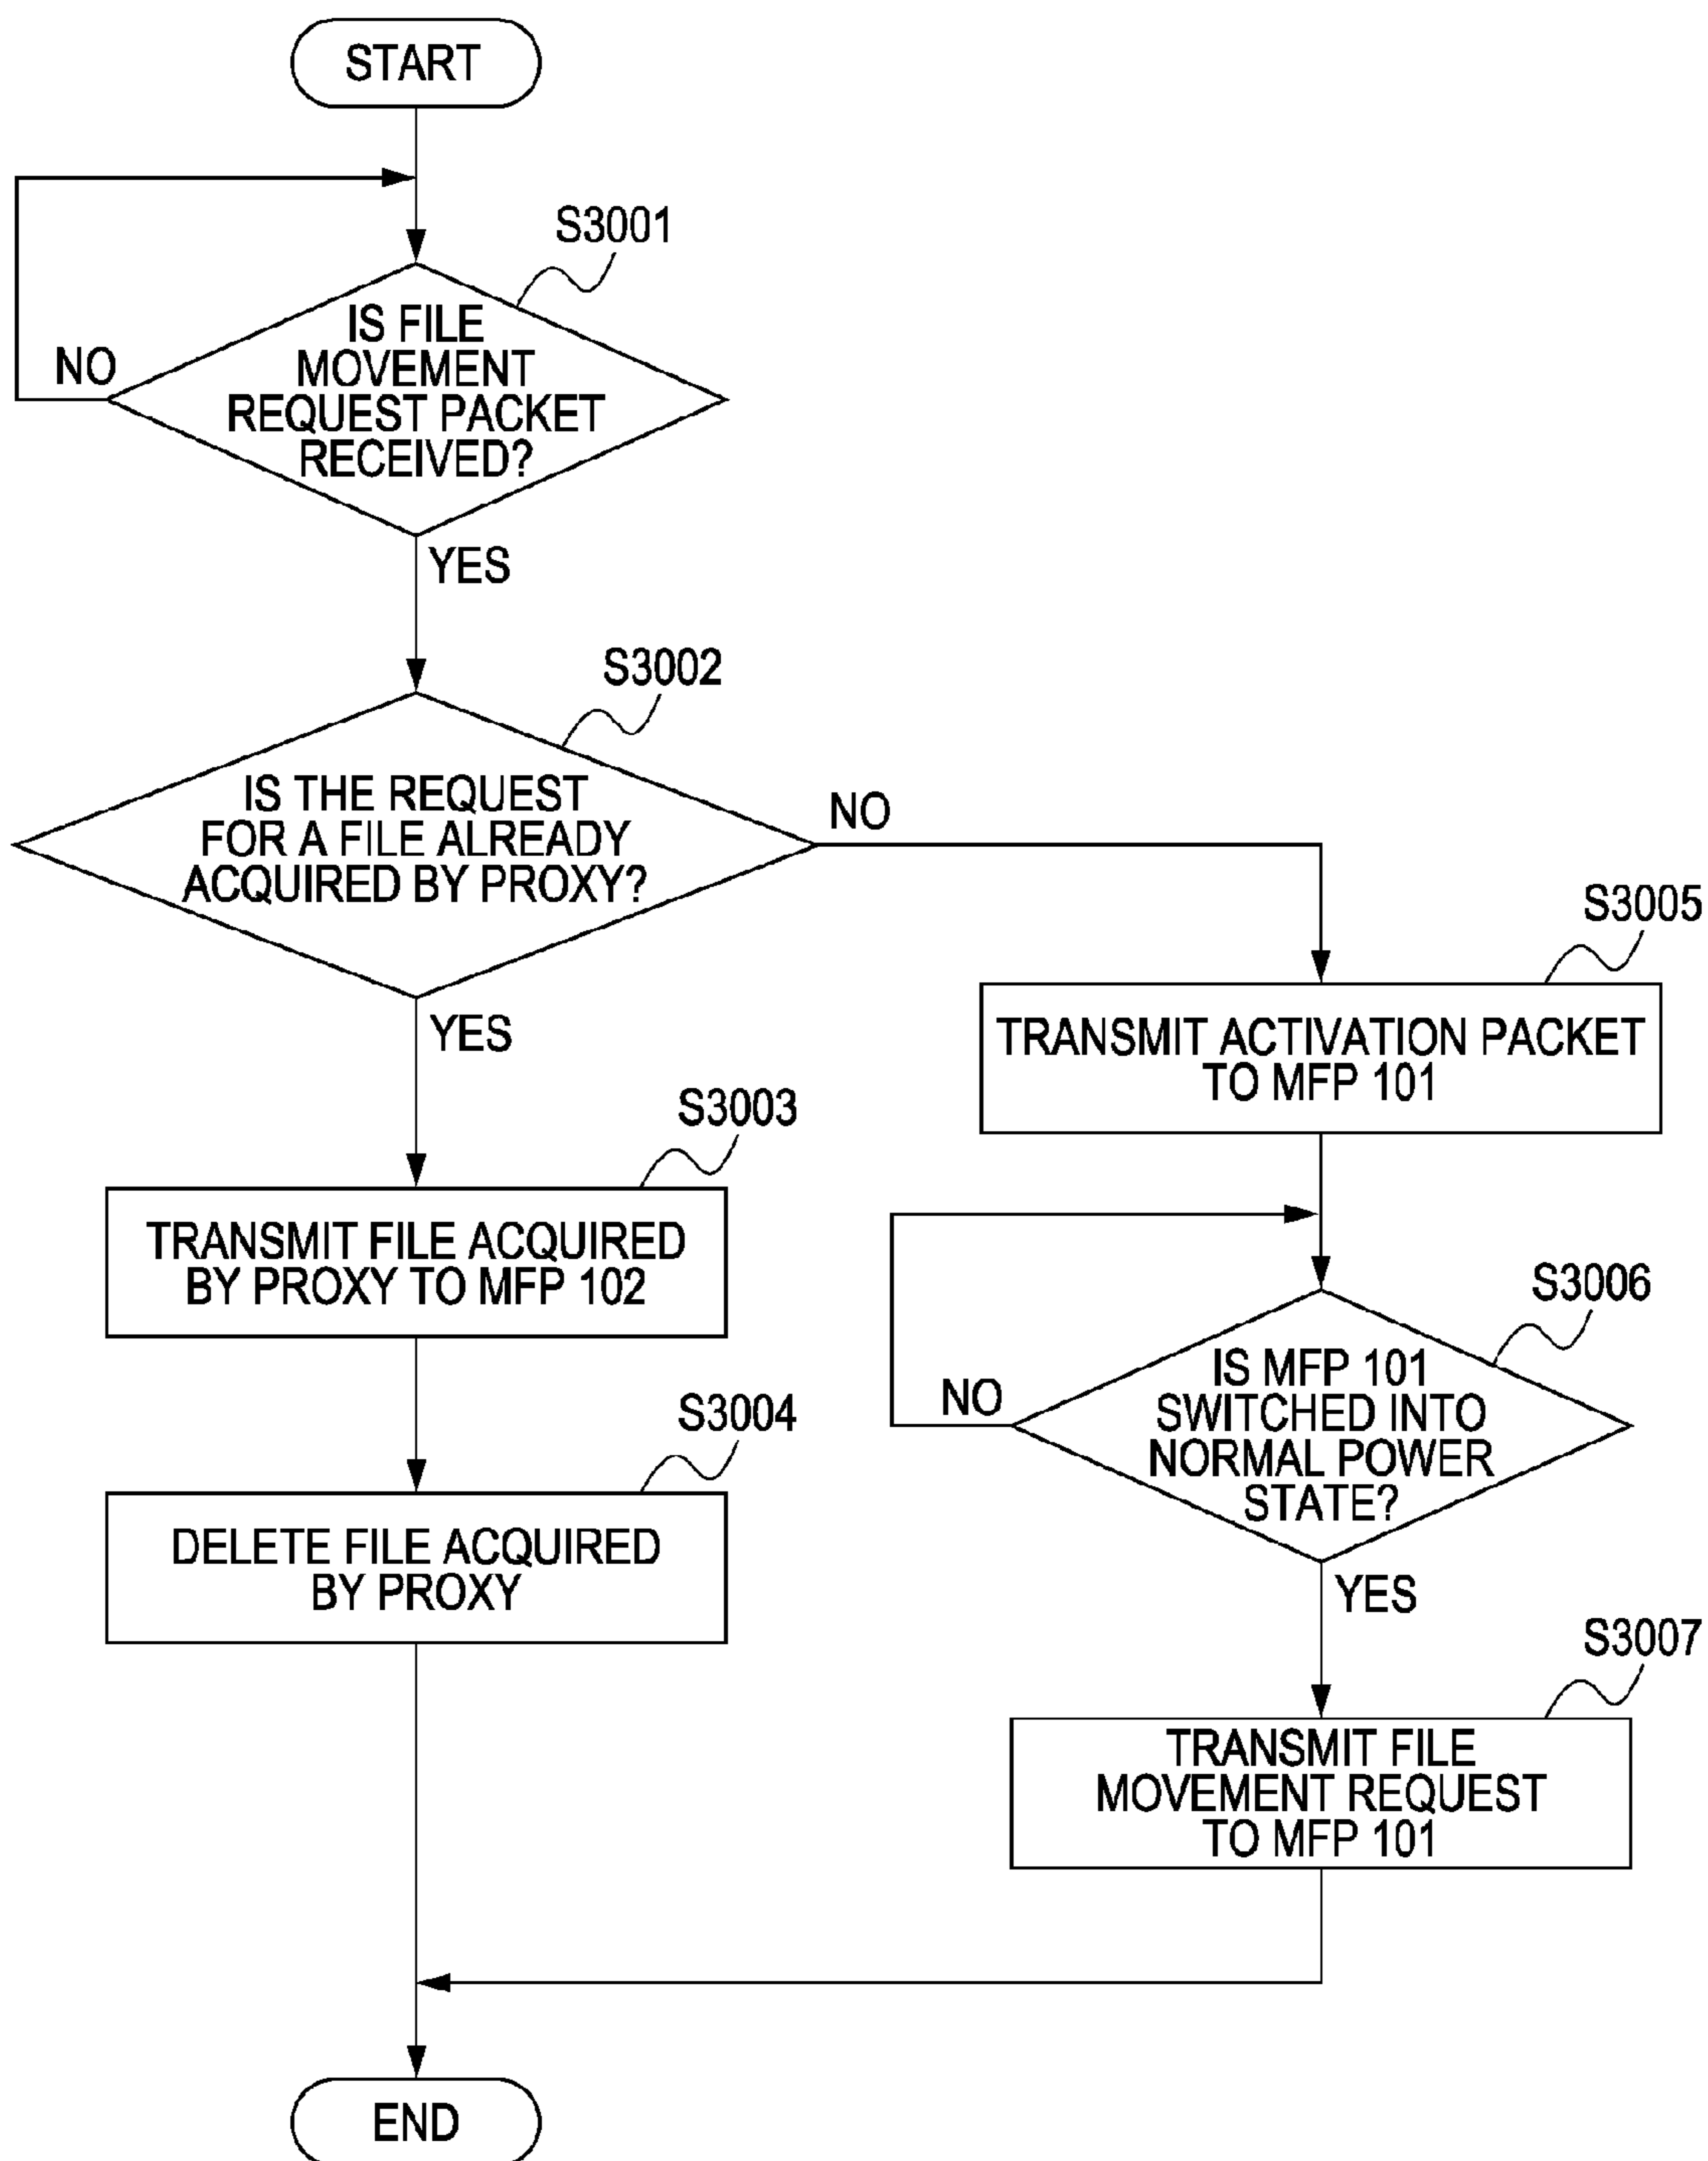 START
S3001
IS FILE
MOVEMENT
REQUEST PACKET
RECEIVED?
NO
YES
S3002
IS THE REQUEST
FOR A FILE ALREADY
ACQUIRED BY PROXY?
NO
YES
S3003
TRANSMIT FILE ACQUIRED
BY PROXY TO MFP 102
S3004
DELETE FILE ACQUIRED
BY PROXY
S3005
TRANSMIT ACTIVATION PACKET
TO MFP 101
S3006
IS MFP 101
SWITCHED INTO
NORMAL POWER
STATE?
NO
YES
S3007
TRANSMIT FILE
MOVEMENT REQUEST
TO MFP 101
END